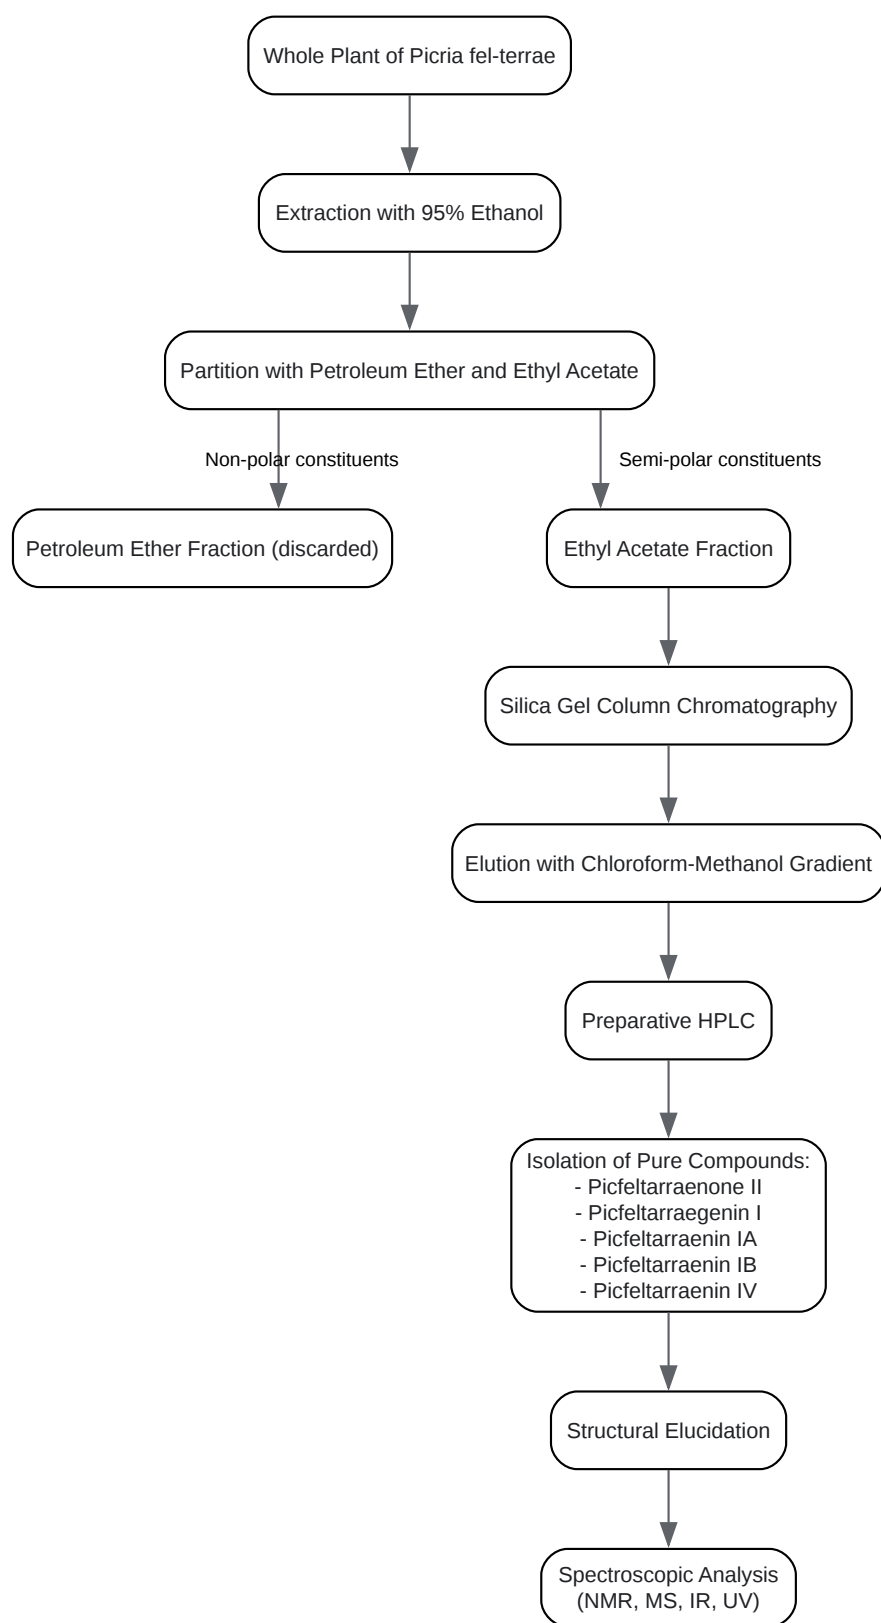 Whole Plant of Picria fel-terrae
Extraction with 95% Ethanol
Partition with Petroleum Ether and Ethyl Acetate
Non-polar constituents
Semi-polar constituents
Petroleum Ether Fraction (discarded)
Ethyl Acetate Fraction
Silica Gel Column Chromatography
Elution with Chloroform-Methanol Gradient
Preparative HPLC
Isolation of Pure Compounds:
- Picfeltarraenone II
- Picfeltarraegenin I
- Picfeltarraenin IA
- Picfeltarraenin IB
- Picfeltarraenin IV
Structural Elucidation
Spectroscopic Analysis
(NMR, MS, IR, UV)